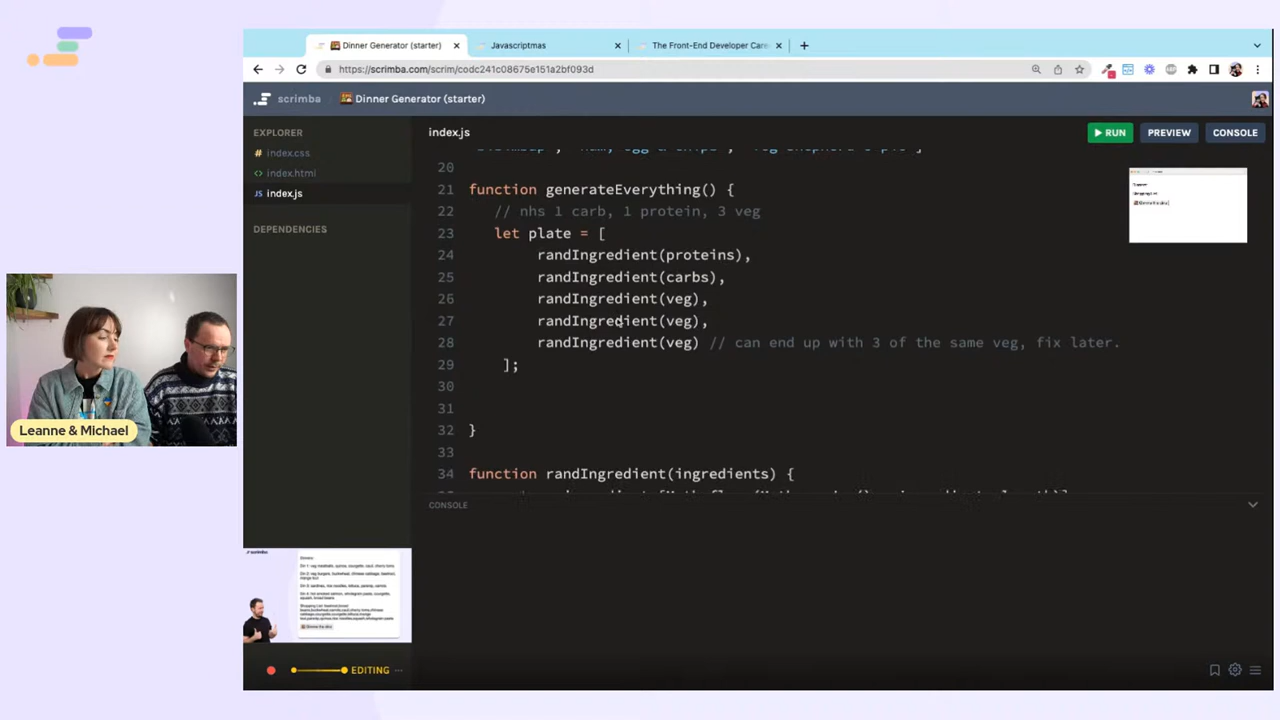 Dinner Generator (starter)
Javascriptmas
The Front-End Developer Care
https://scrimba.com/scrim/codc241c08675e151a2bf093d
scrimba
Dinner Generator (starter)
EXPLORER
# index.css
<> index.html
JS index.js
DEPENDENCIES
index.js
RUN
PREVIEW
CONSOLE
20
21 function generateEverything() {
22 // nhs 1 carb, 1 protein, 3 veg
23 let plate = [
24 randIngredient(proteins),
25 randIngredient(carbs),
26 randIngredient(veg),
27 randIngredient(veg),
28 randIngredient(veg) // can end up with 3 of the same veg, fix later.
29 ];
30
31
32 }
33
34 function randIngredient(ingredients) {
CONSOLE
Leanne & Michael
EDITING ···